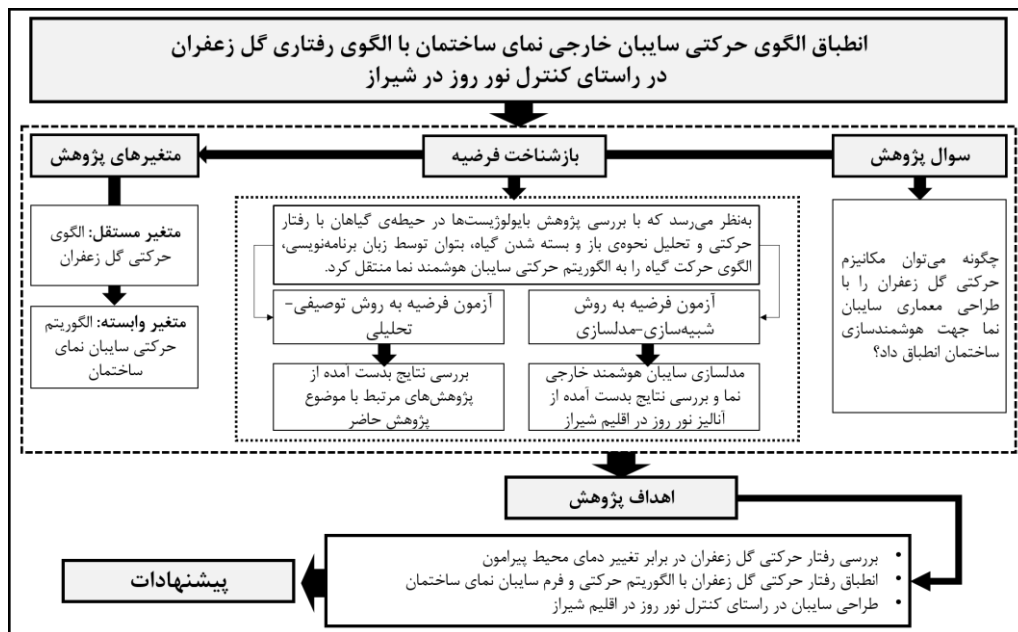 انطباق الگوی حرکتی سایبان خارجی نمای ساختمان با الگوی رفتاری گل زعفران
در راستای کنترل نور روز در شیراز
سوال پژوهش
چگونه می‌توان مکانیزم
حرکتی گل زعفران را با
طراحی معماری سایبان
نما جهت هوشمندسازی
ساختمان انطباق داد؟
بازشناخت فرضیه
به‌نظر می‌رسد که با بررسی پژوهش بایولوژیست‌ها در حیطه‌ی گیاهان با رفتار
حرکتی و تحلیل نحوه‌ی باز و بسته شدن گیاه، بتوان توسط زبان برنامه‌نویسی،
الگوی حرکت گیاه را به الگوریتم حرکتی سایبان هوشمند نما منتقل کرد.
آزمون فرضیه به روش
شبیه‌سازی-مدلسازی
مدلسازی سایبان هوشمند خارجی
نما و بررسی نتایج بدست آمده از
آنالیز نور روز در اقلیم شیراز
آزمون فرضیه به روش توصیفی-
تحلیلی
بررسی نتایج بدست آمده از
پژوهش‌های مرتبط با موضوع
پژوهش حاضر
متغیرهای پژوهش
متغیر مستقل: الگوی
حرکتی گل زعفران
متغیر وابسته: الگوریتم
حرکتی سایبان نمای
ساختمان
اهداف پژوهش
• بررسی رفتار حرکتی گل زعفران در برابر تغییر دمای محیط پیرامون
• انطباق رفتار حرکتی گل زعفران با الگوریتم حرکتی و فرم سایبان نمای ساختمان
• طراحی سایبان در راستای کنترل نور روز در اقلیم شیراز
پیشنهادات